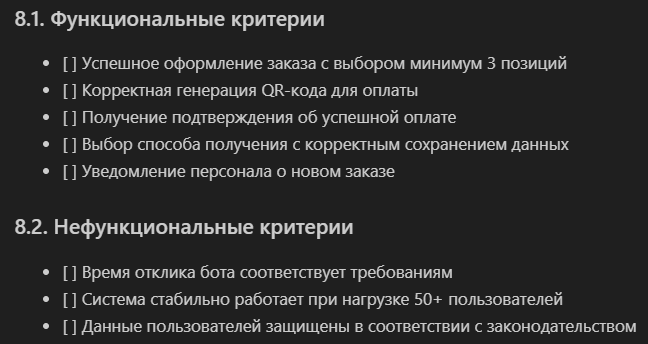 8.1. Функциональные критерии
• [ ] Успешное оформление заказа с выбором минимум 3 позиций
• [ ] Корректная генерация QR-кода для оплаты
• [ ] Получение подтверждения об успешной оплате
• [ ] Выбор способа получения с корректным сохранением данных
• [ ] Уведомление персонала о новом заказе
8.2. Нефункциональные критерии
• [ ] Время отклика бота соответствует требованиям
• [ ] Система стабильно работает при нагрузке 50+ пользователей
• [ ] Данные пользователей защищены в соответствии с законодательством